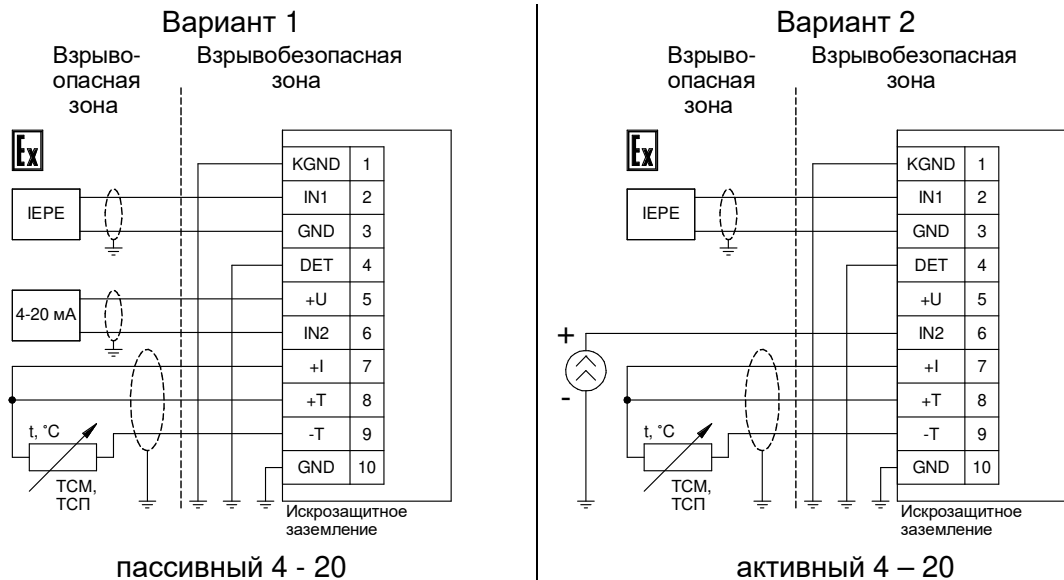 Вариант 1
Взрыво-
опасная
зона
Взрывобезопасная
зона
Ex
KGND 1
IN1 2
GND 3
DET 4
+U 5
IN2 6
+I 7
+T 8
-T 9
GND 10
IEPE
4-20 мА
t, °C
ТСМ,
ТСП
Искрозащитное
заземление
пассивный 4 - 20
Вариант 2
Взрыво-
опасная
зона
Взрывобезопасная
зона
Ex
KGND 1
IN1 2
GND 3
DET 4
+U 5
IN2 6
+I 7
+T 8
-T 9
GND 10
IEPE
+
-
t, °C
ТСМ,
ТСП
Искрозащитное
заземление
активный 4 – 20